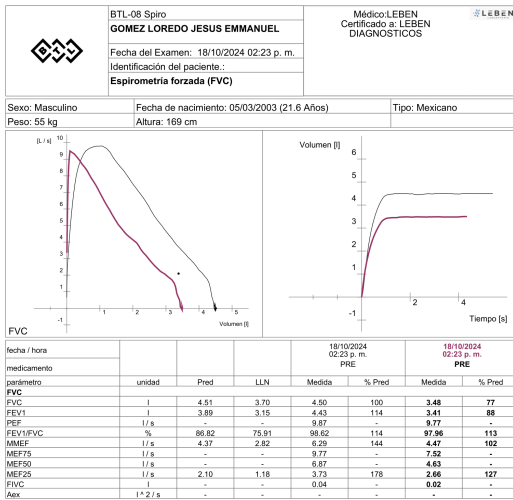 BTL
BTL-08 Spiro
GOMEZ LOREDO JESUS EMMANUEL
Fecha del Examen: 18/10/2024 02:23 p. m.
Identificación del paciente.:
Espirometría forzada (FVC)
Médico:LEBEN
Certificado a: LEBEN
DIAGNOSTICOS
LEBEN
Sexo: Masculino Fecha de nacimiento: 05/03/2003 (21.6 Años) Tipo: Mexicano
Peso: 55 kg Altura: 169 cm
[L / s] 10
9
8
7
6
5
4
3
2
1
-1
1 2 3 4 5
Volumen [l]
FVC
Volumen [l]
6
5
4
3
2
1
-1
2 4
Tiempo [s]
fecha / hora 18/10/2024 02:23 p. m. 18/10/2024 02:23 p. m.
medicamento PRE PRE
parámetro unidad Pred LLN Medida % Pred Medida % Pred
FVC
FVC l 4.51 3.70 4.50 100 3.48 77
FEV1 l 3.89 3.15 4.43 114 3.41 88
PEF l / s - - 9.87 - 9.77 -
FEV1/FVC % 86.82 75.91 98.62 114 97.96 113
MMEF l / s 4.37 2.82 6.29 144 4.47 102
MEF75 l / s - - 9.77 - 7.52 -
MEF50 l / s - - 6.87 - 4.63 -
MEF25 l / s 2.10 1.18 3.73 178 2.66 127
FIVC l - - 0.04 - 0.02 -
Aex l ^ 2 / s - - - - - -